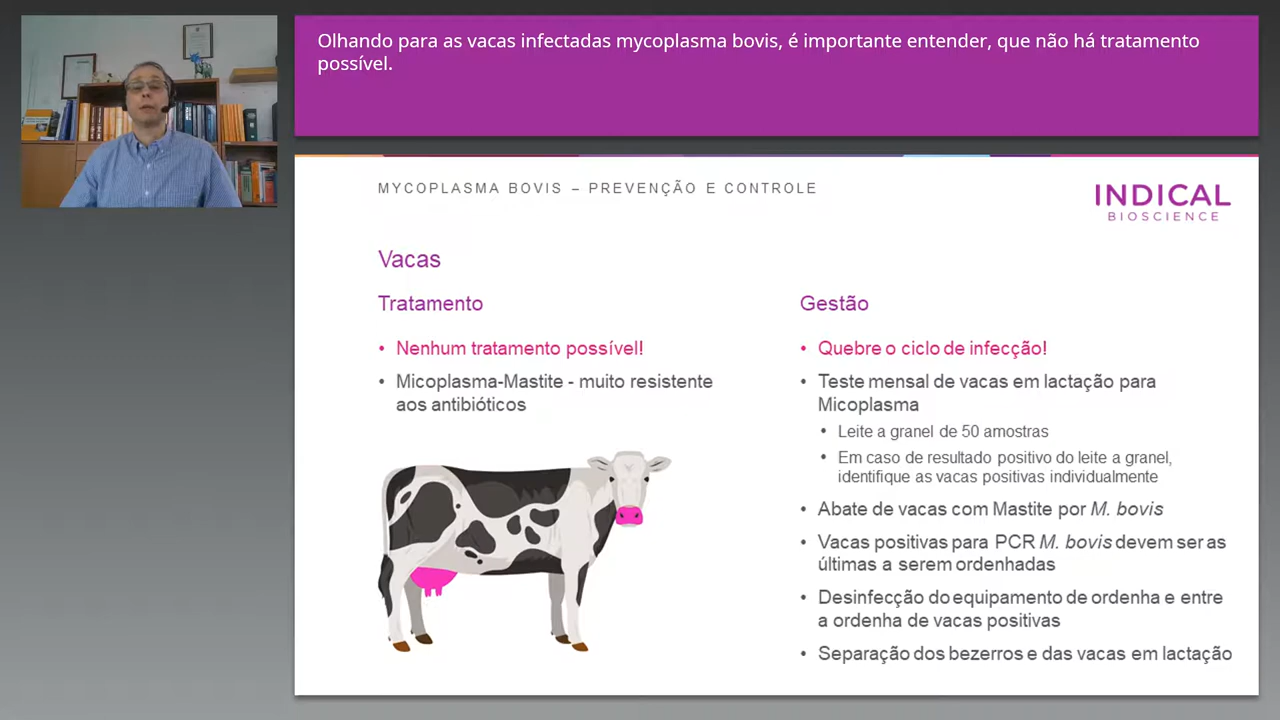 Olhando para as vacas infectadas mycoplasma bovis, é importante entender, que não há tratamento
possível.
MYCOPLASMA BOVIS – PREVENÇÃO E CONTROLE
INDICAL
BIOSCIENCE
Vacas
Tratamento
• Nenhum tratamento possível!
• Micoplasma-Mastite - muito resistente
aos antibióticos
Gestão
• Quebre o ciclo de infecção!
• Teste mensal de vacas em lactação para
Micoplasma
• Leite a granel de 50 amostras
• Em caso de resultado positivo do leite a granel,
identifique as vacas positivas individualmente
• Abate de vacas com Mastite por M. bovis
• Vacas positivas para PCR M. bovis devem ser as
últimas a serem ordenhadas
• Desinfecção do equipamento de ordenha e entre
a ordenha de vacas positivas
• Separação dos bezerros e das vacas em lactação